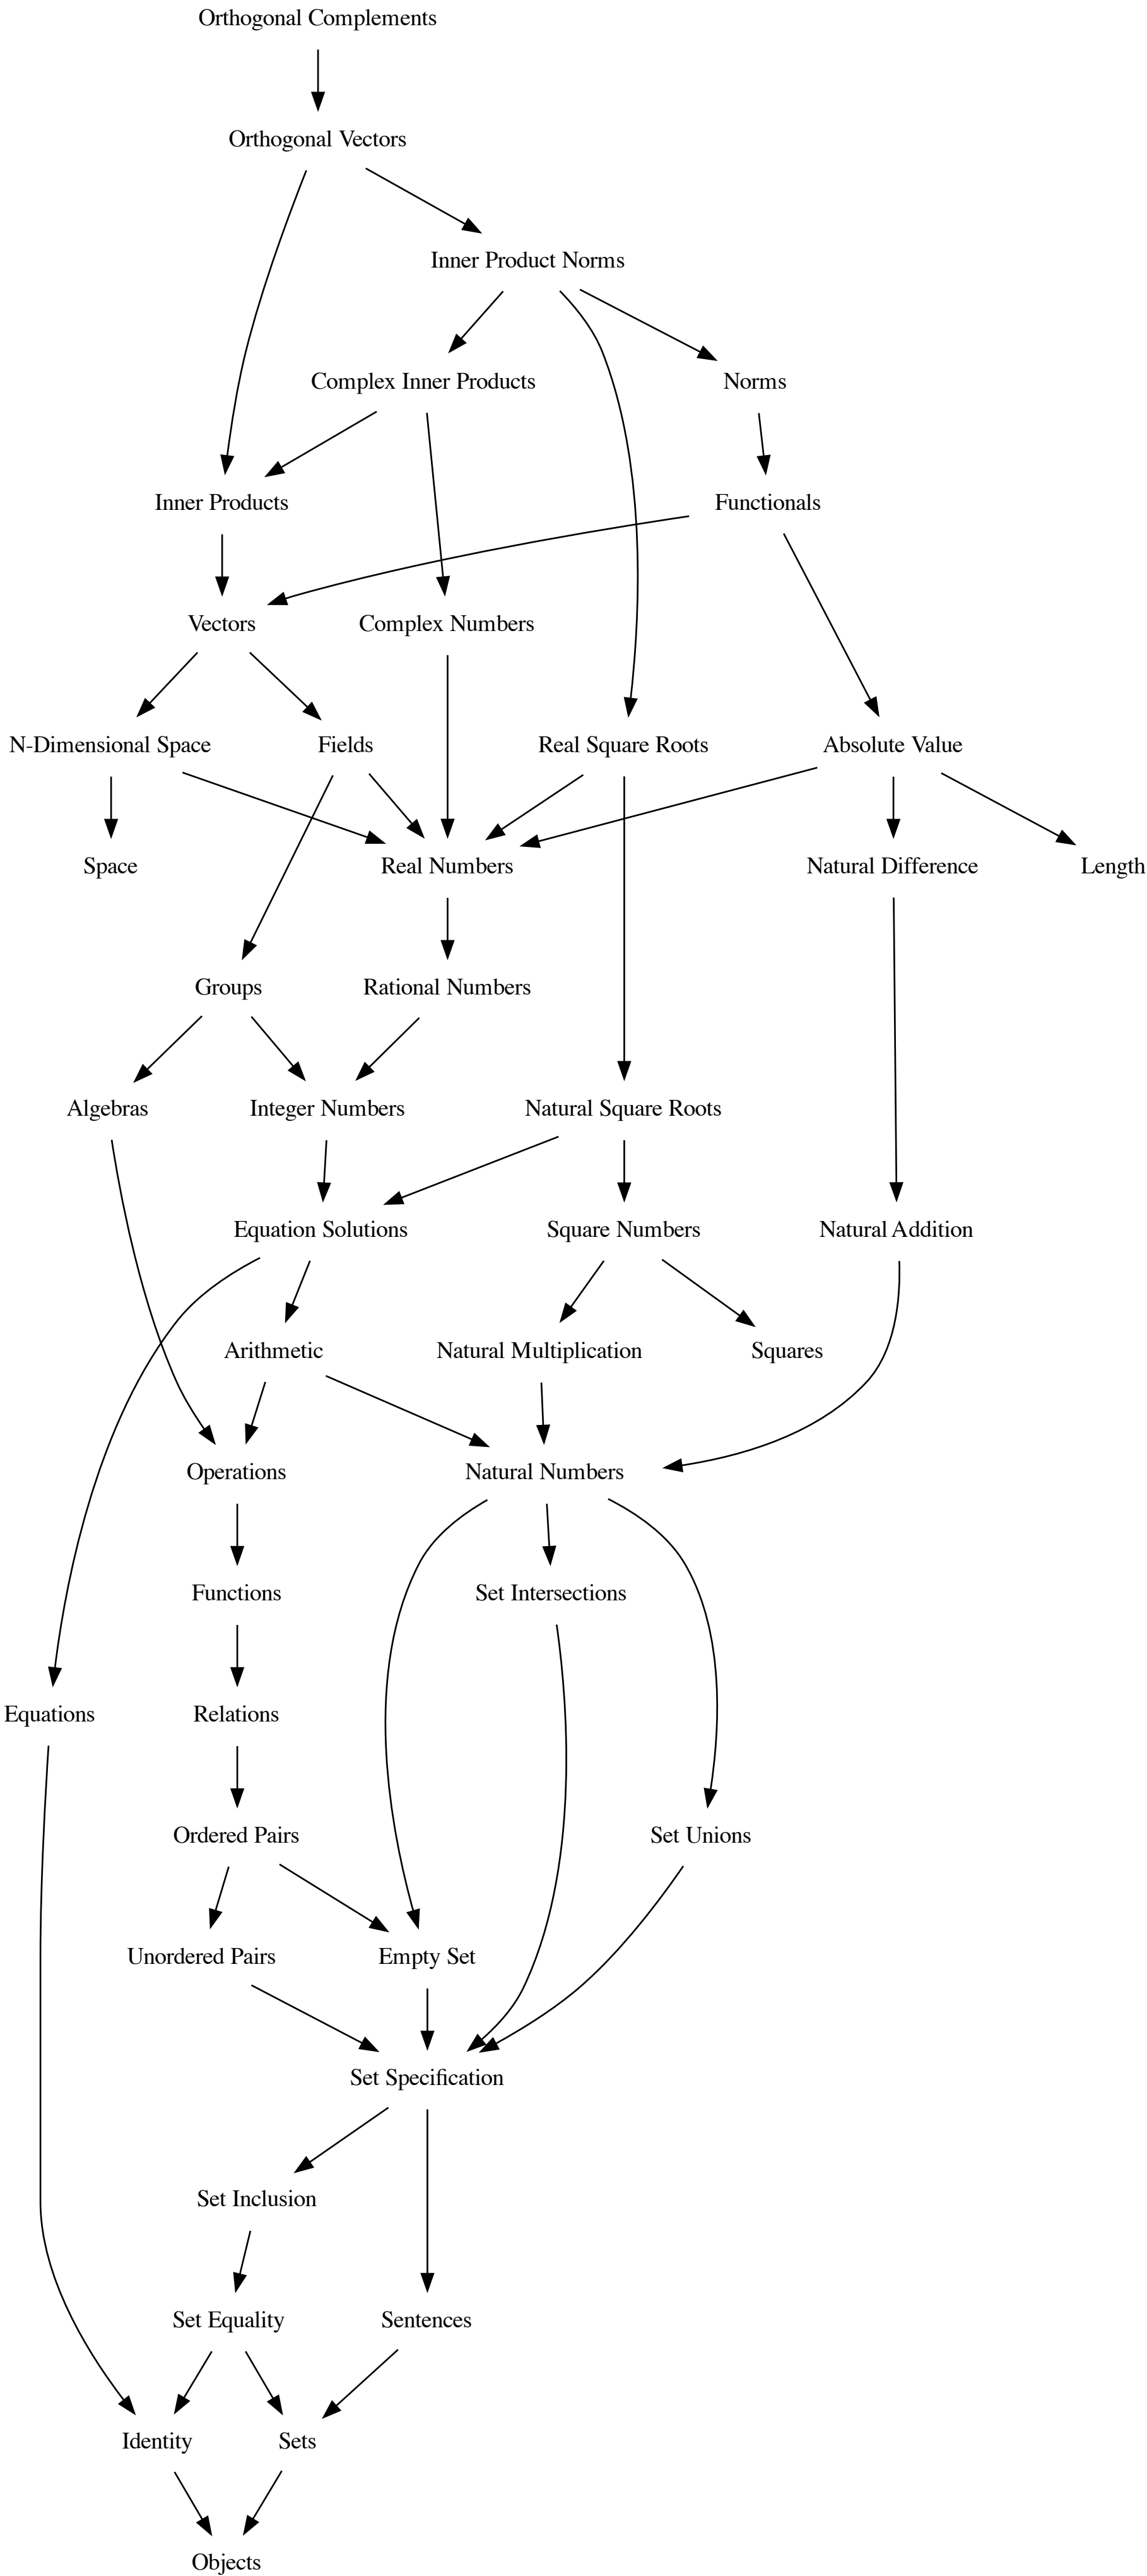 Orthogonal Complements
Orthogonal Vectors
Inner Product Norms
Complex Inner Products
Norms
Inner Products
Functionals
Vectors
Complex Numbers
N-Dimensional Space
Fields
Real Square Roots
Absolute Value
Space
Real Numbers
Natural Difference
Length
Groups
Rational Numbers
Algebras
Integer Numbers
Natural Square Roots
Equation Solutions
Square Numbers
Natural Addition
Arithmetic
Natural Multiplication
Squares
Operations
Natural Numbers
Functions
Set Intersections
Equations
Relations
Ordered Pairs
Set Unions
Unordered Pairs
Empty Set
Set Specification
Set Inclusion
Set Equality
Sentences
Identity
Sets
Objects